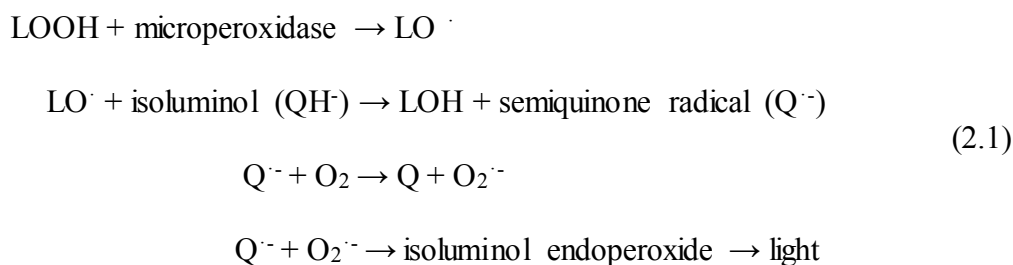 LOOH + microperoxidase → LO ˙
LO˙ + isoluminol (QH⁻) → LOH + semiquinone radical (Q˙⁻)
(2.1)
Q˙⁻ + O₂ → Q + O₂˙⁻
Q˙⁻ + O₂˙⁻ → isoluminol endoperoxide → light